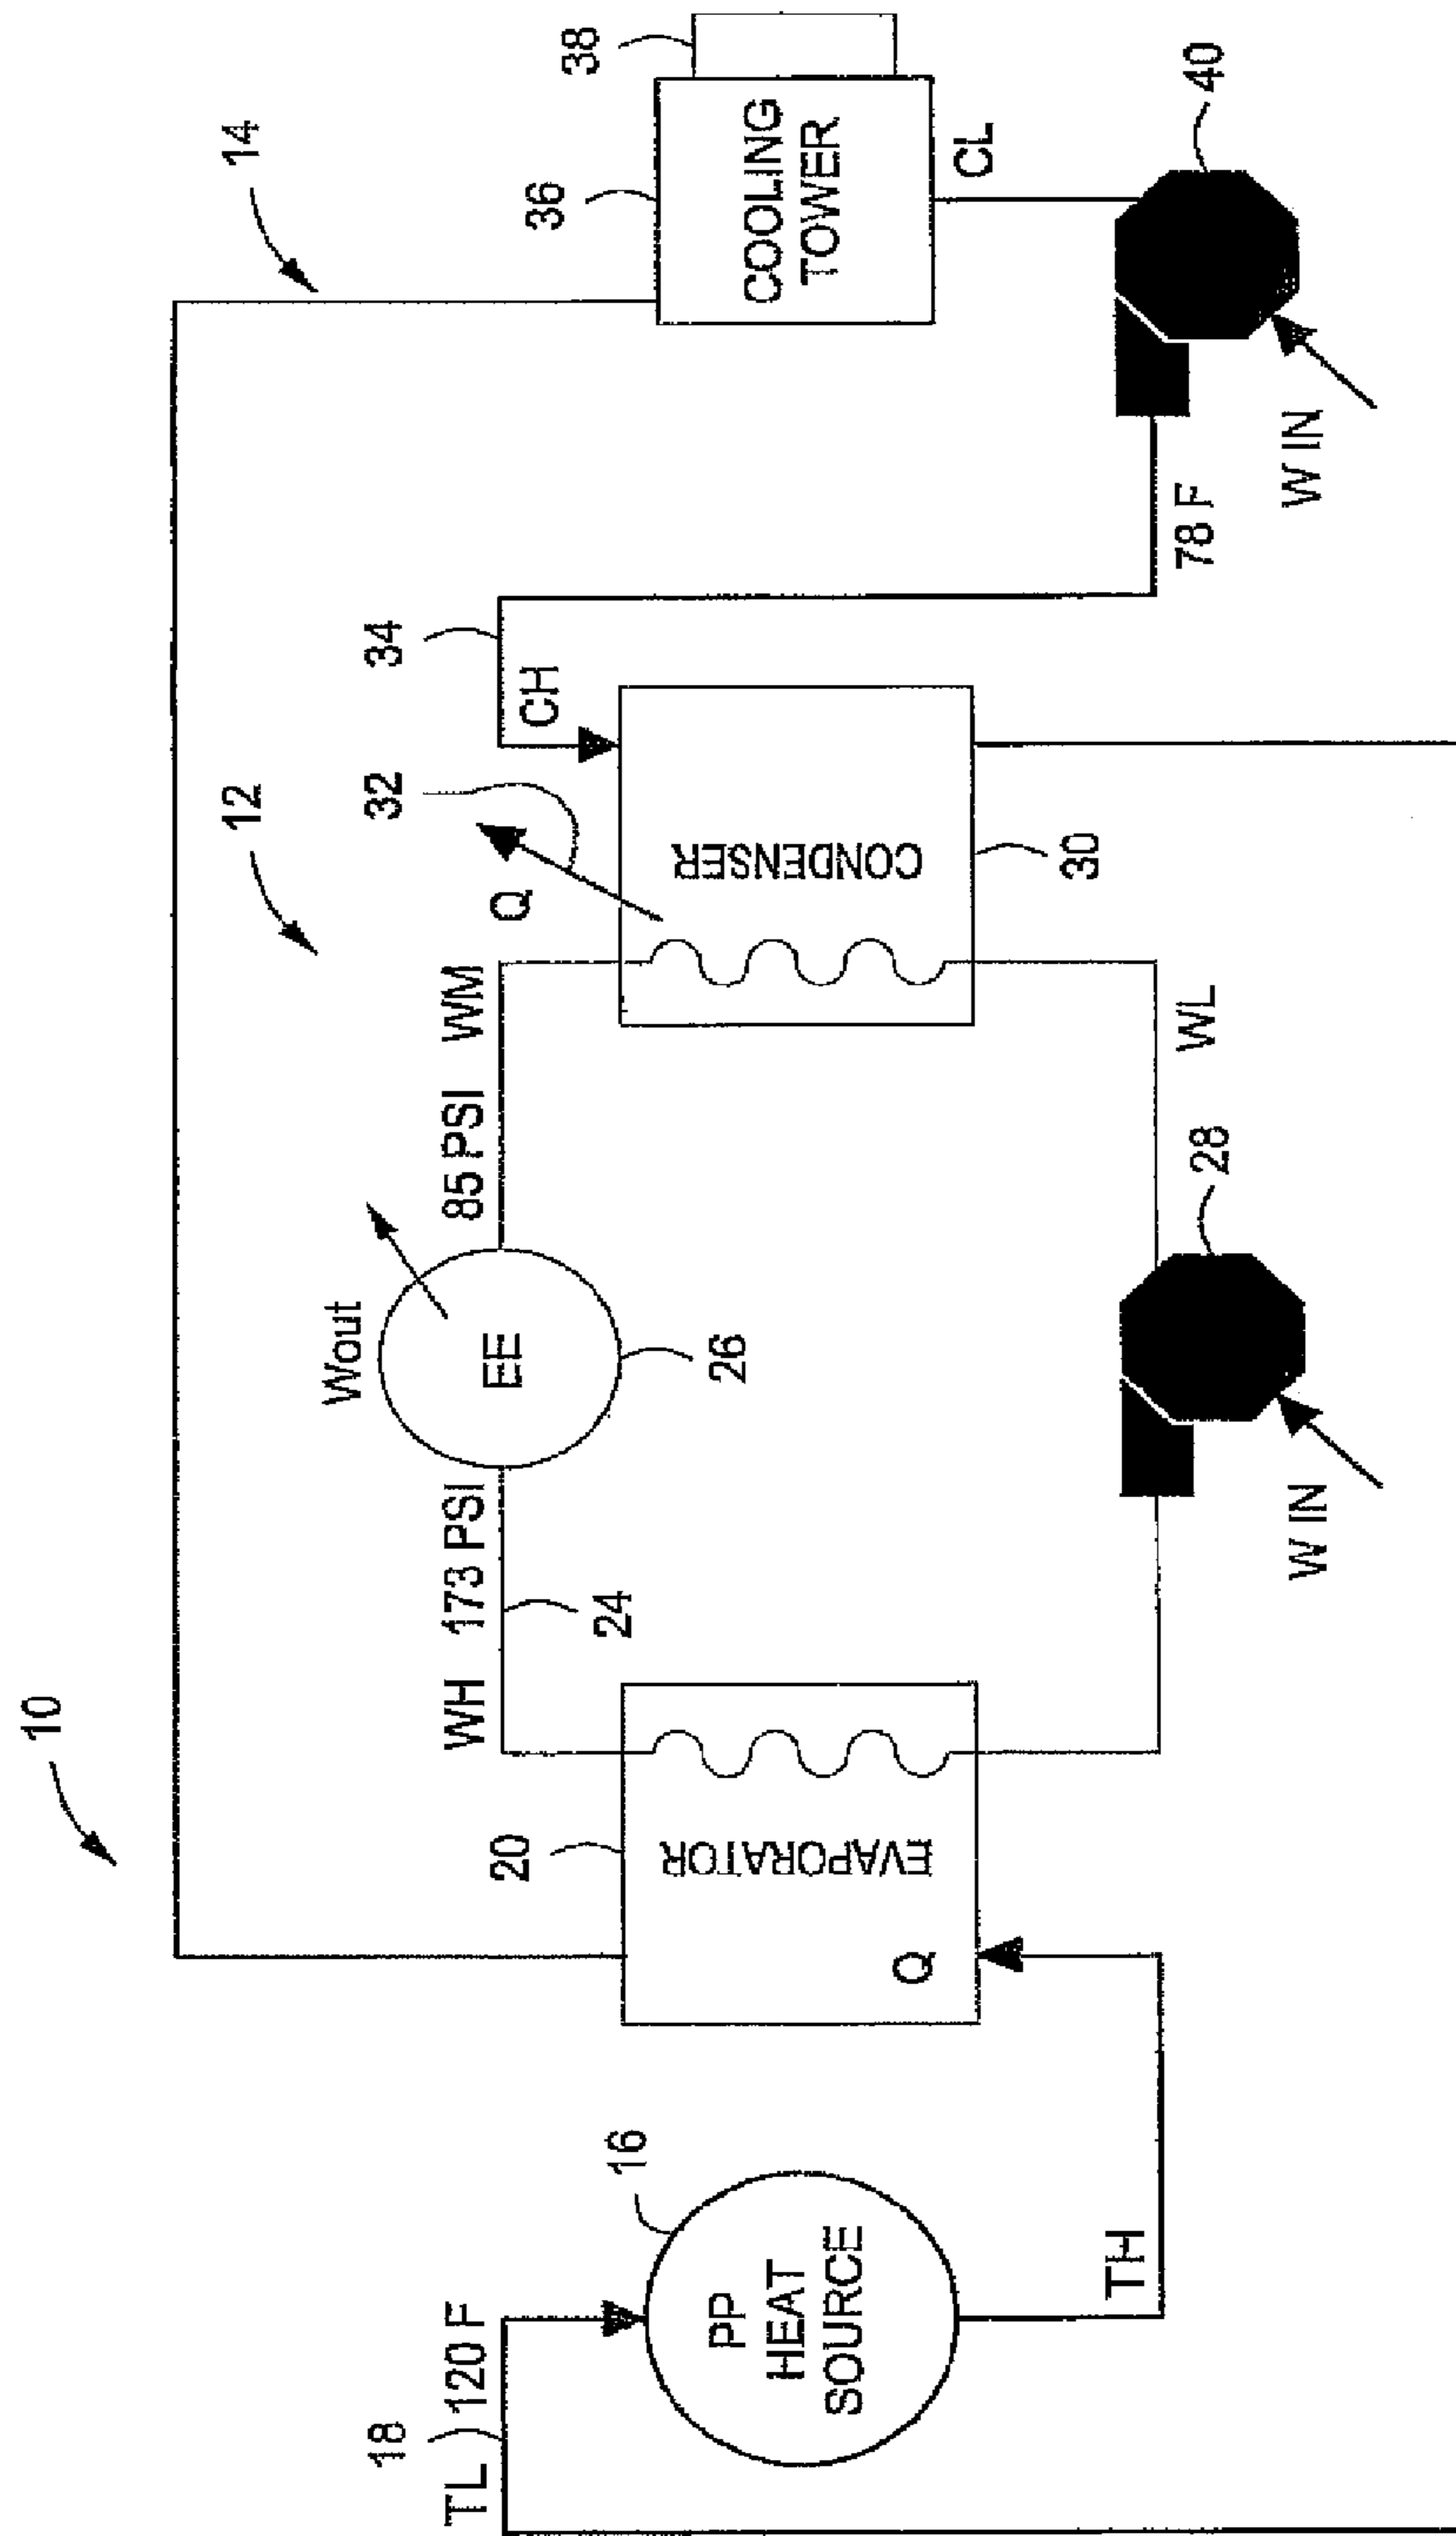 10
12
14
TL
18
120 F
16
PP
HEAT
SOURCE
TH
20
EVAPORATOR
Q
WH 173 PSI
24
Wout
EE
26
85 PSI WM
Q
32
CONDENSER
30
WL
28
W IN
34
CH
78 F
36
38
COOLING
TOWER
CL
40
W IN